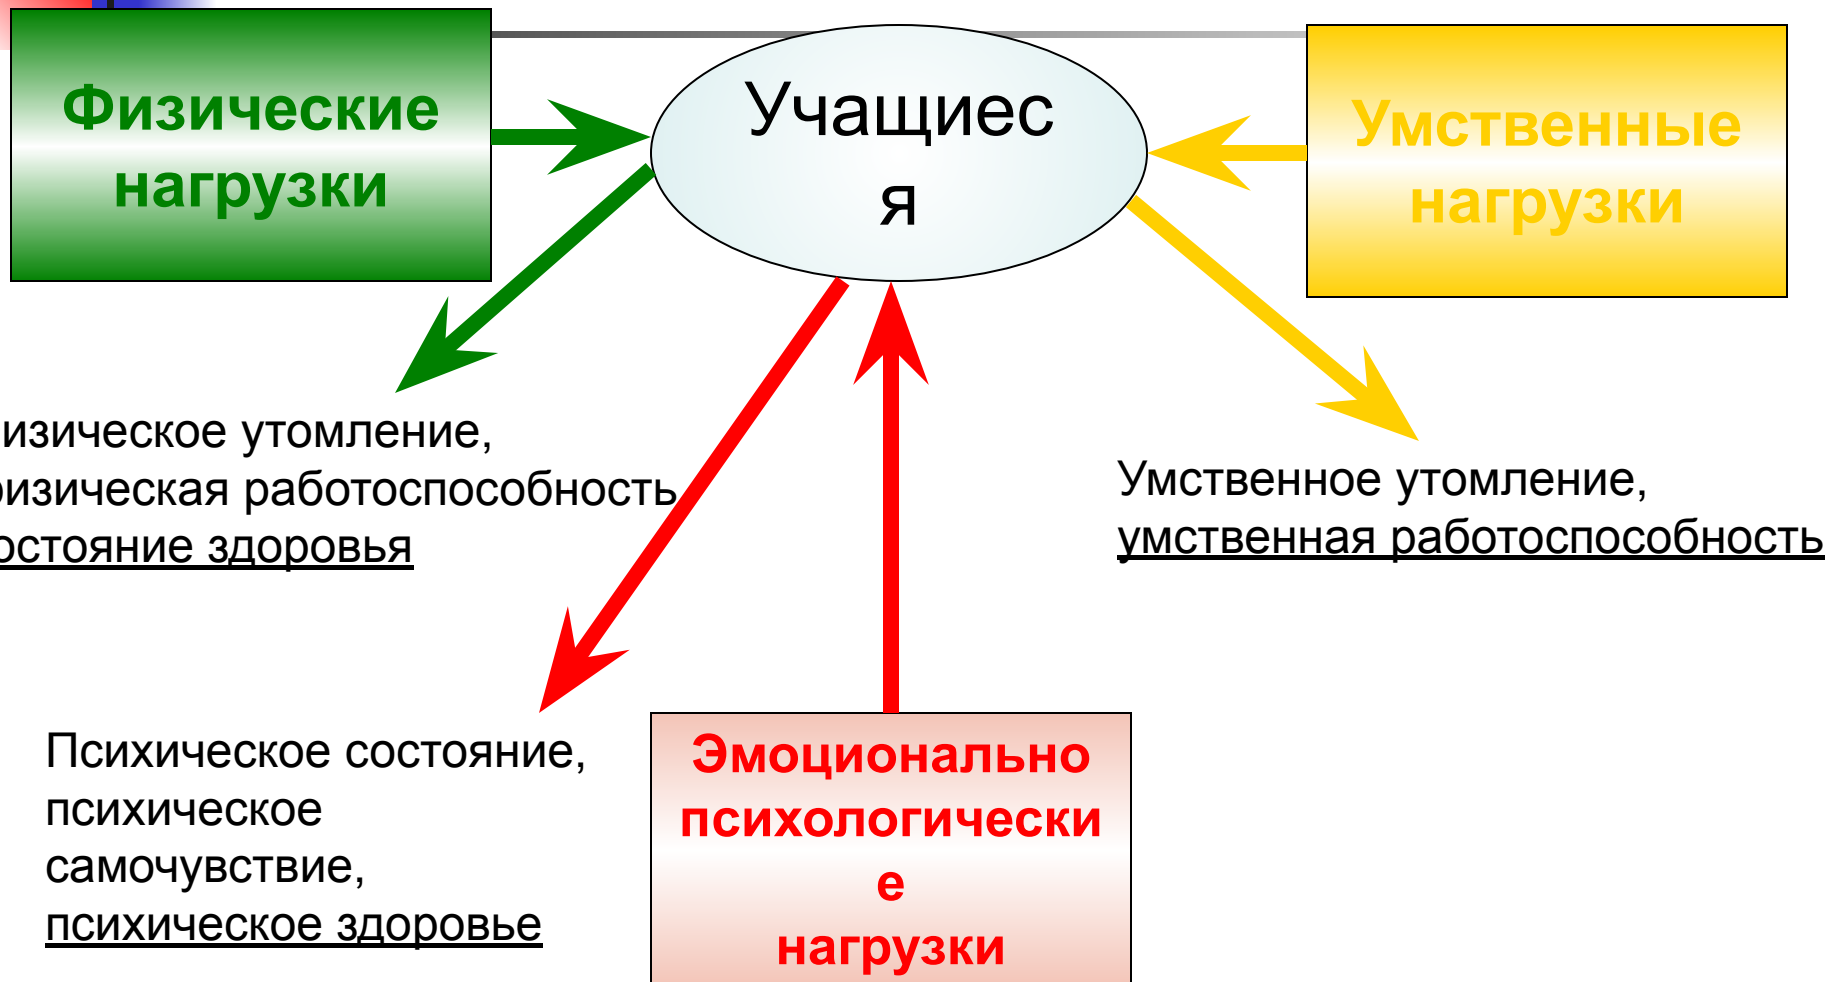 Физические
нагрузки
Учащиес
я
Умственные
нагрузки
изическое утомление,
физическая работоспособность
остояние здоровья
Умственное утомление,
умственная работоспособность
Психическое состояние,
психическое
самочувствие,
психическое здоровье
Эмоционально
психологически
е
нагрузки